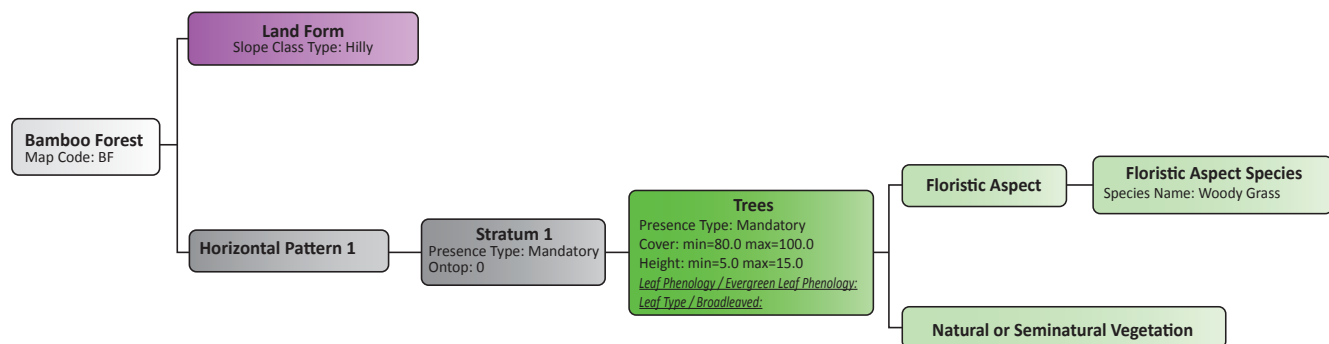 Land Form
Slope Class Type: Hilly
Bamboo Forest
Map Code: BF
Horizontal Pattern 1
Stratum 1
Presence Type: Mandatory
Ontop: 0
Trees
Presence Type: Mandatory
Cover: min=80.0 max=100.0
Height: min=5.0 max=15.0
Leaf Phenology / Evergreen Leaf Phenology:
Leaf Type / Broadleaved:
Floristic Aspect
Floristic Aspect Species
Species Name: Woody Grass
Natural or Seminatural Vegetation